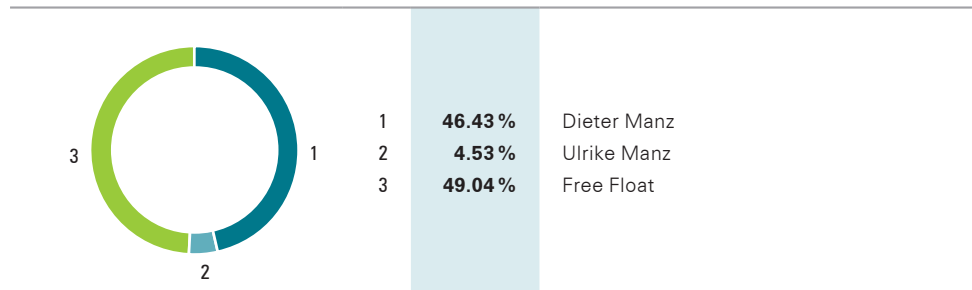 1 46.43 % Dieter Manz
2 4.53 % Ulrike Manz
3 49.04 % Free Float
3
1
2